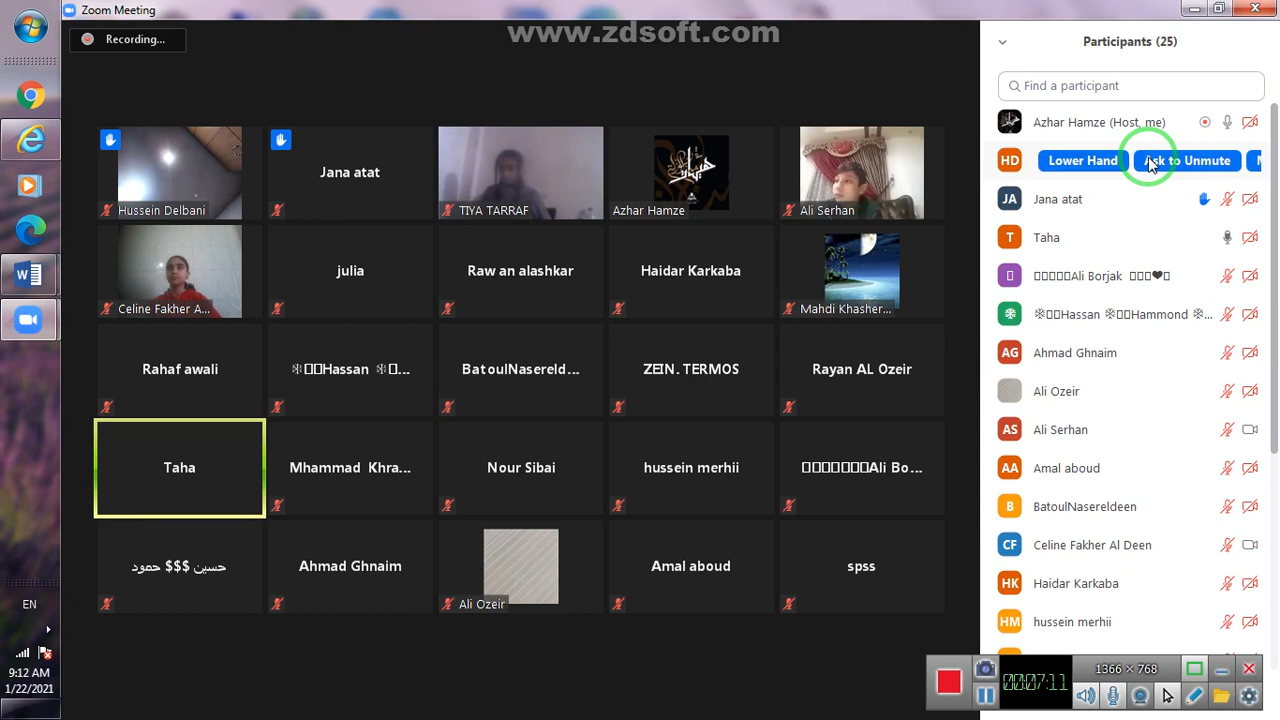 Zoom Meeting
Recording...
www.zdsoft.com
Participants (25)
Find a participant
Hussein Delbani
Jana atat
TIYA TARRAF
Azhar Hamze
Ali Serhan
Celine Fakher A...
julia
Raw an alashkar
Haidar Karkaba
Mahdi Khasher...
Rahaf awali
Hassan
BatoulNasereld...
ZEIN. TERMOS
Rayan AL Ozeir
Taha
Mhammad Khra...
Nour Sibai
hussein merhii
Ali Bo...
حسين $$$ حمود
Ahmad Ghnaim
Ali Ozeir
Amal aboud
spss
Azhar Hamze (Host, me)
HD Lower Hand Ask to Unmute
JA Jana atat
T Taha
Ali Borjak ❤
❄ ❄Hassan ❄Hammond ❄...
AG Ahmad Ghnaim
Ali Ozeir
AS Ali Serhan
AA Amal aboud
B BatoulNasereldeen
CF Celine Fakher Al Deen
HK Haidar Karkaba
HM hussein merhii
EN
9:12 AM
1/22/2021
00:07:11
1366 × 768